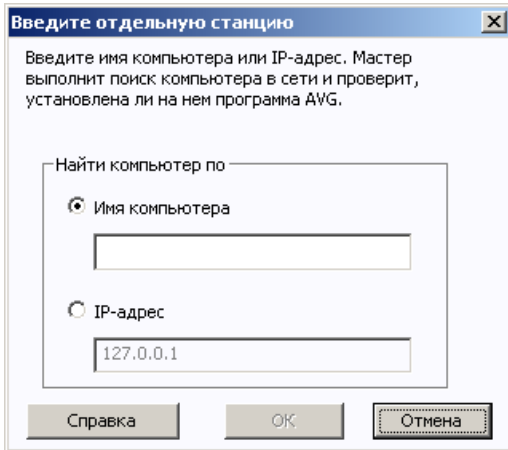 Введите отдельную станцию
Введите имя компьютера или IP-адрес. Мастер
выполнит поиск компьютера в сети и проверит,
установлена ли на нем программа AVG.
Найти компьютер по
Имя компьютера
IP-адрес
127.0.0.1
Справка ОК Отмена